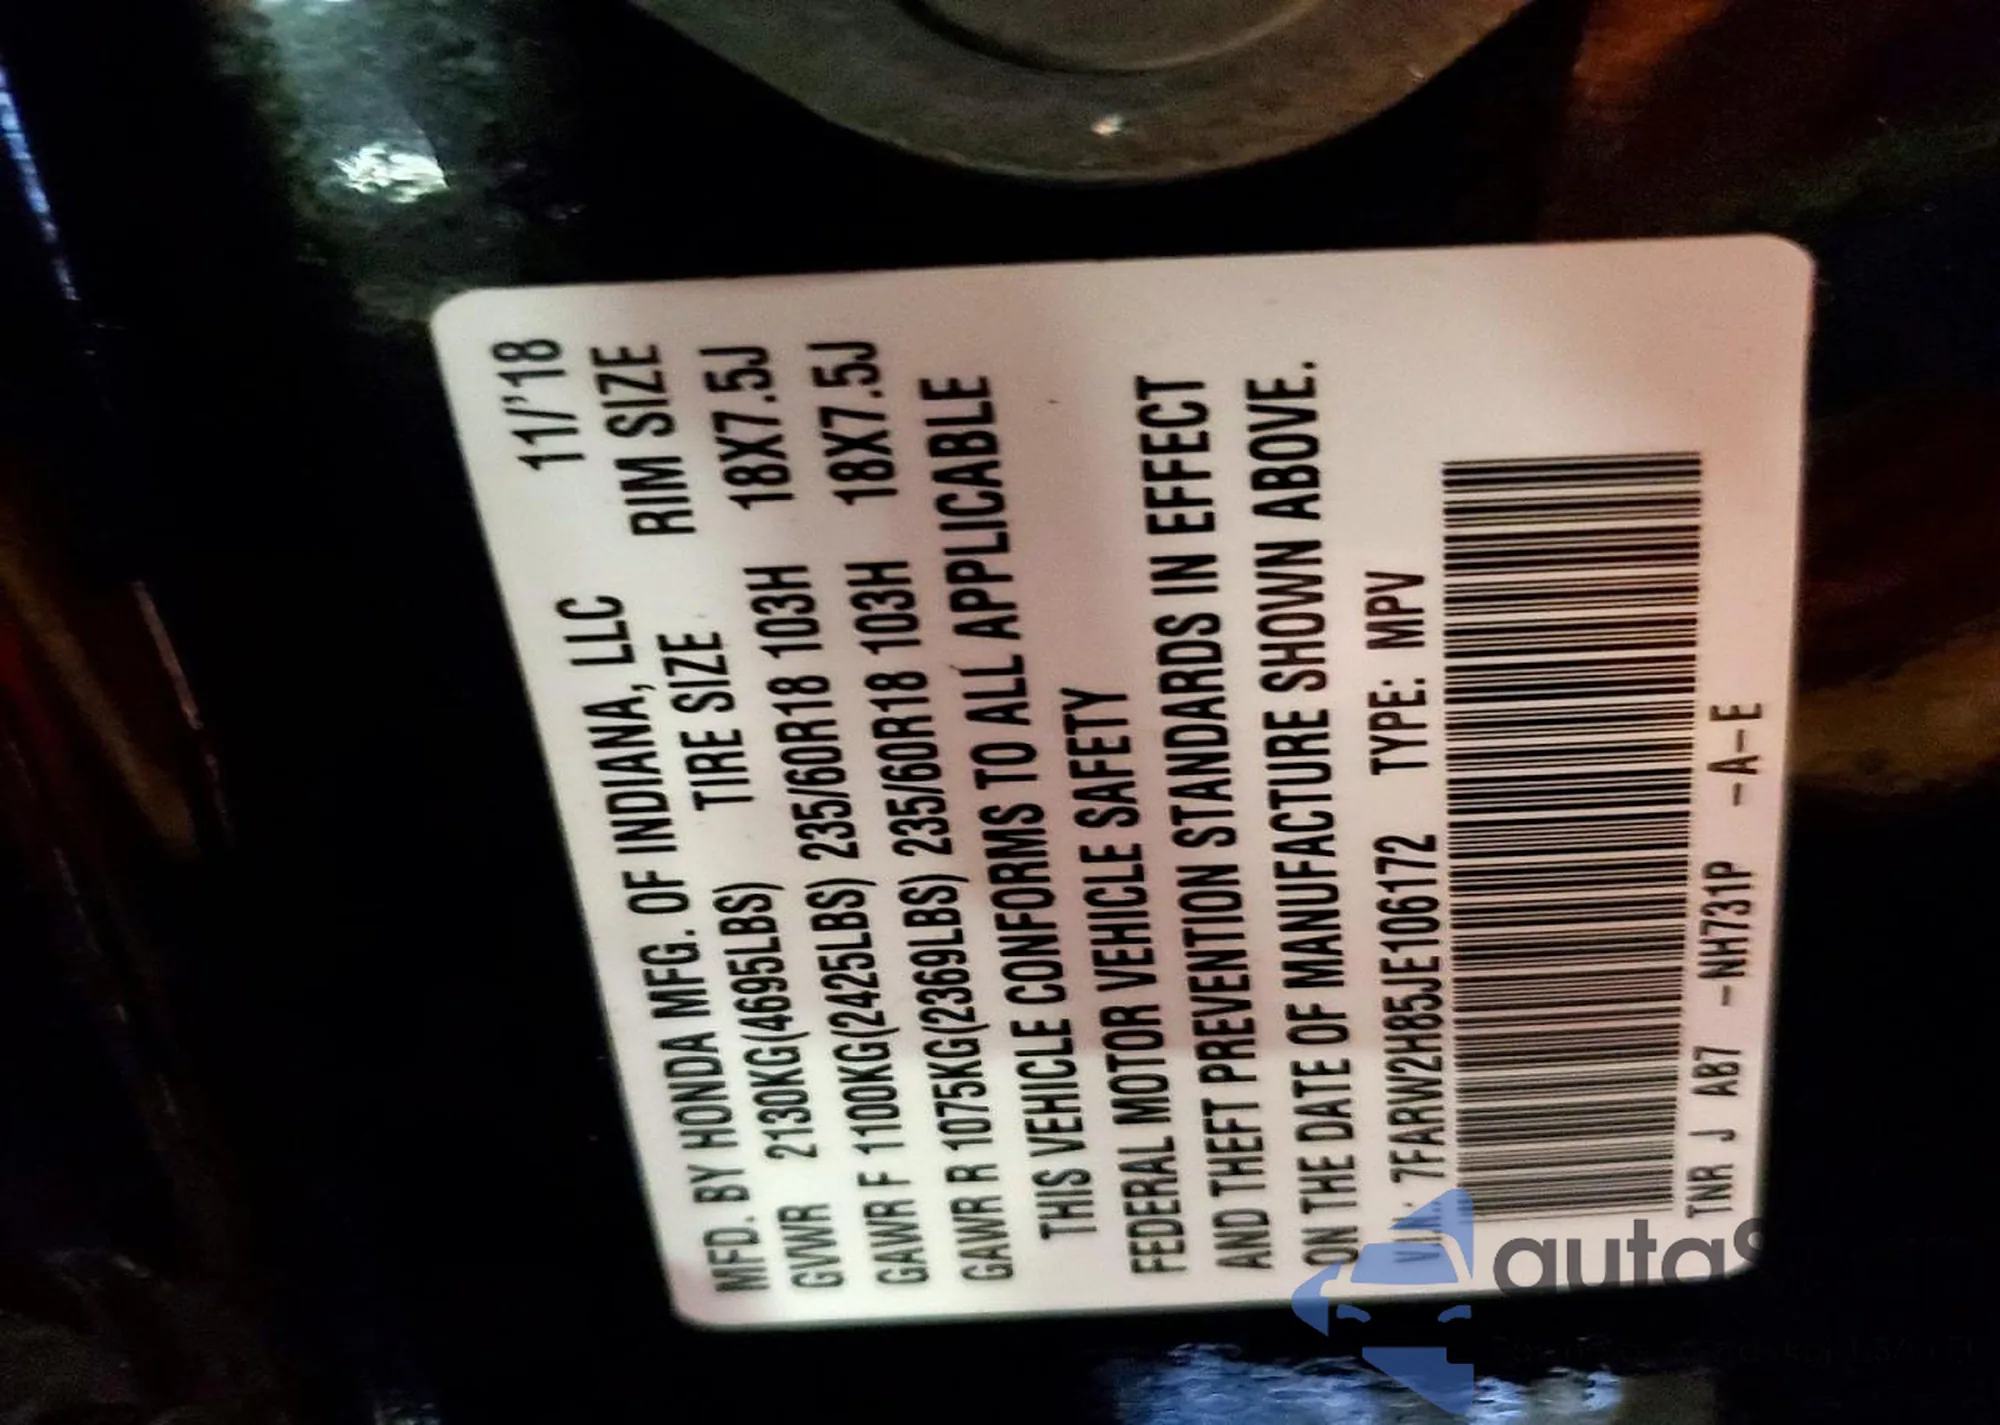 MFD. BY HONDA MFG. OF INDIANA, LLC 11/'18
GVWR 2130KG(4695LBS) TIRE SIZE RIM SIZE
GAWR F 1100KG(2425LBS) 235/60R18 103H 18X7.5J
GAWR R 1075KG(2369LBS) 235/60R18 103H 18X7.5J
THIS VEHICLE CONFORMS TO ALL APPLICABLE
FEDERAL MOTOR VEHICLE SAFETY
AND THEFT PREVENTION STANDARDS IN EFFECT
ON THE DATE OF MANUFACTURE SHOWN ABOVE.
VIN: 7FARW2H85JE106172 TYPE: MPV
TNR J AB7 -NH731P -A-E